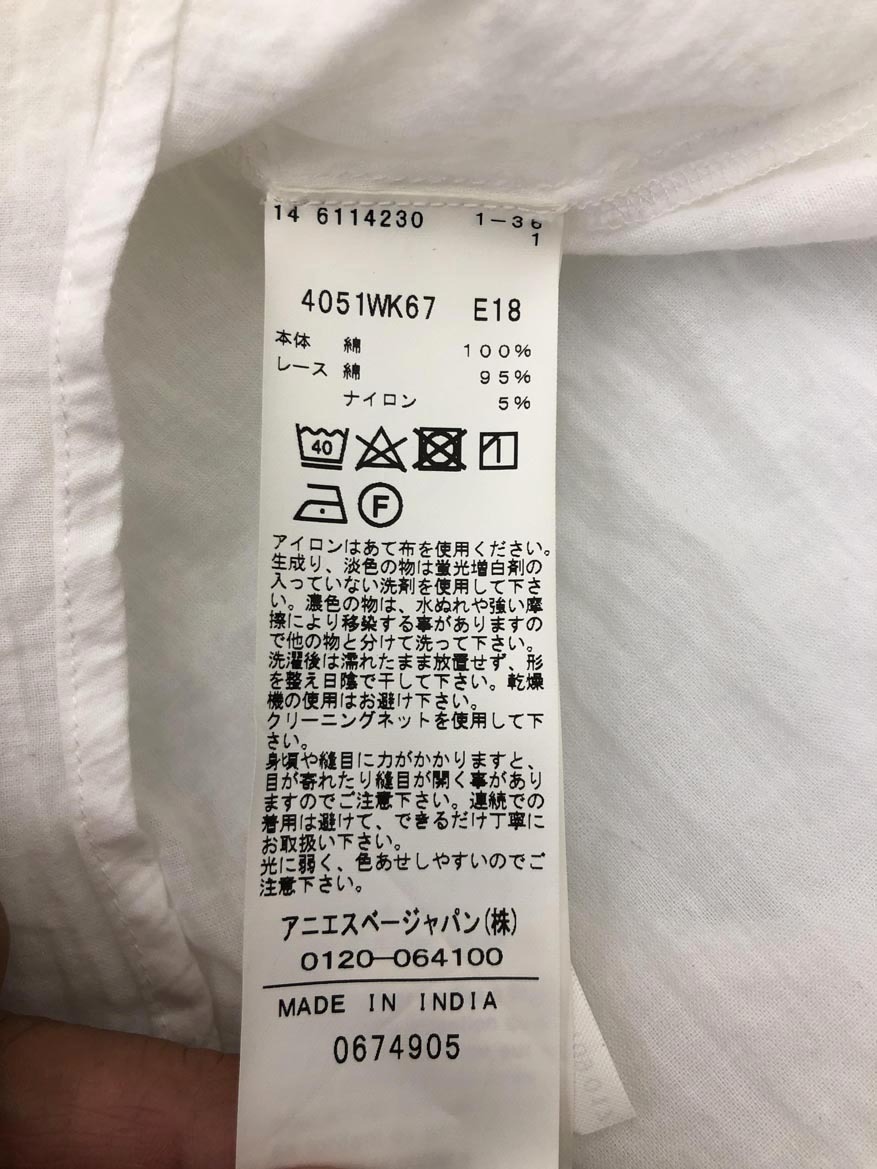 14 6114230 1-36
1
4051WK67 E18
本体 綿 100%
レース 綿 95%
ナイロン 5%
40
F
アイロンはあて布を使用ください。
生成り、淡色の物は蛍光増白剤の
入っていない洗剤を使用して下さ
い。濃色の物は、水ぬれや強い摩
擦により移染する事がありますの
で他の物と分けて洗って下さい。
洗濯後は濡れたまま放置せず、形
を整え日陰で干して下さい。乾燥
機の使用はお避け下さい。
クリーニングネットを使用して下
さい。
身頃や縫目に力がかかりますと、
目が寄れたり縫目が開く事があり
ますのでご注意下さい。連続での
着用は避けて、できるだけ丁寧に
お取扱い下さい。
光に弱く、色あせしやすいのでご
注意下さい。
アニエスベージャパン(株)
0120-064100
MADE IN INDIA
0674905